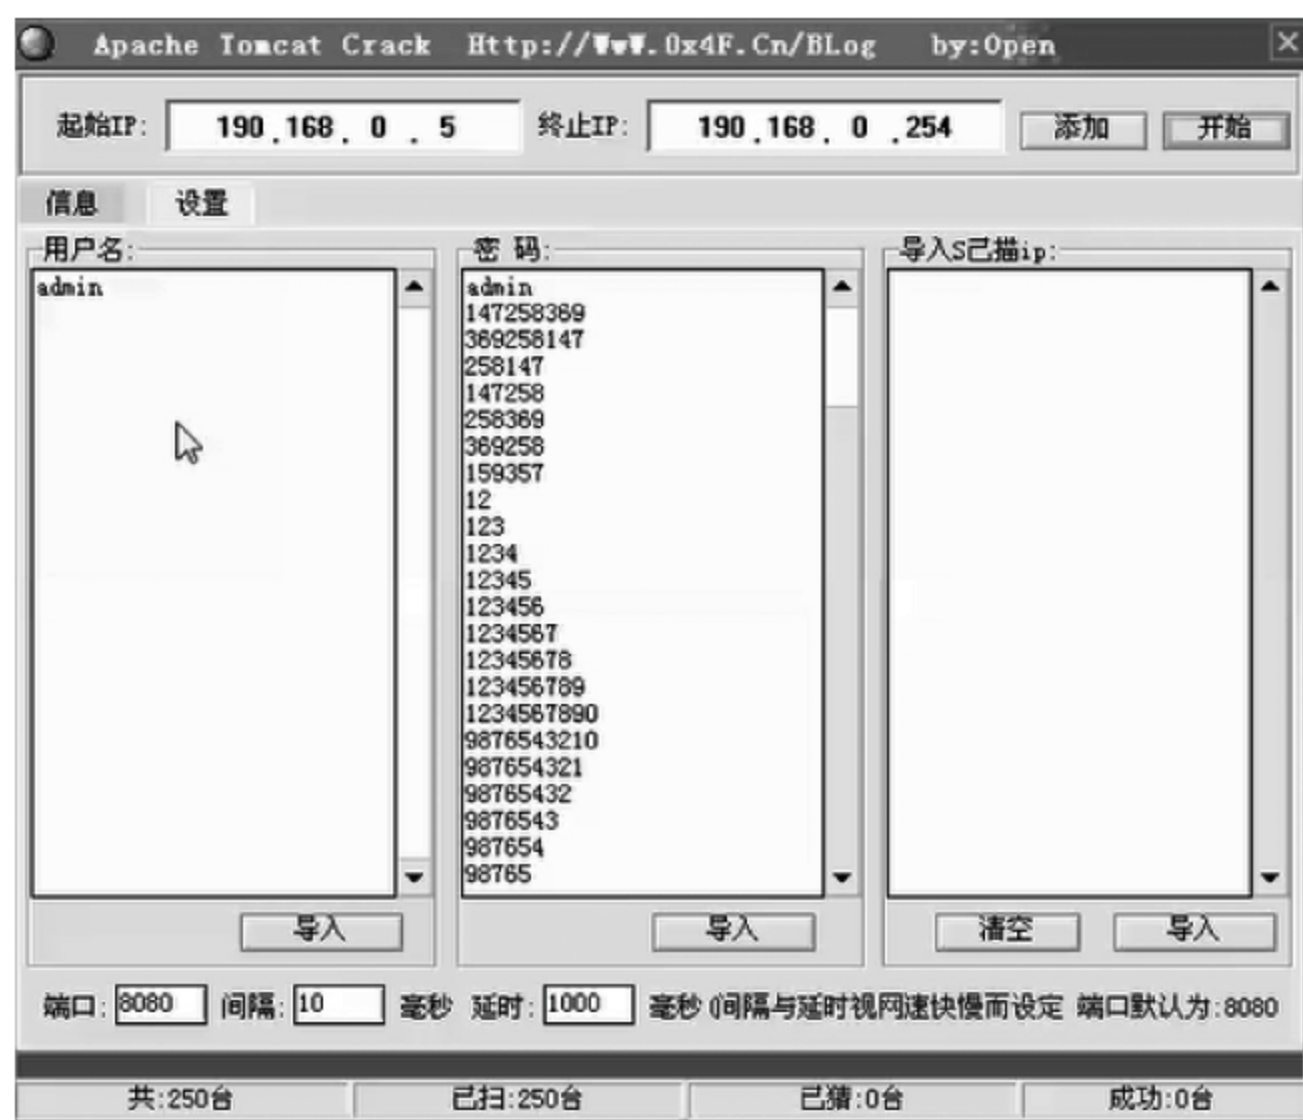 Apache Tomcat Crack Http://WwW.0x4F.Cn/BLog by:Open
起始IP: 190.168.0.5 终止IP: 190.168.0.254 添加 开始
信息 设置
用户名: 密 码: 导入S己描ip:
admin
admin
147258369
369258147
258147
147258
258369
369258
159357
12
123
1234
12345
123456
1234567
12345678
123456789
1234567890
9876543210
987654321
98765432
9876543
987654
98765
导入 导入 清空 导入
端口: 8080 间隔: 10 毫秒 延时: 1000 毫秒 (间隔与延时视网速快慢而设定 端口默认为:8080
共:250台 已扫:250台 已猜:0台 成功:0台